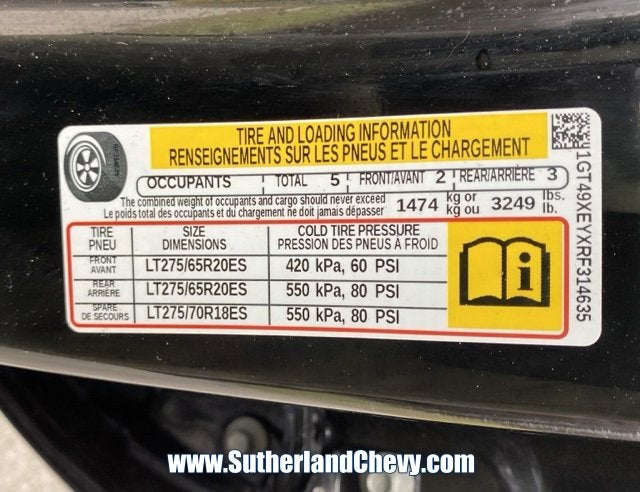 TIRE AND LOADING INFORMATION
RENSEIGNEMENTS SUR LES PNEUS ET LE CHARGEMENT
OCCUPANTS TOTAL 5 FRONT/AVANT 2 REAR/ARRIÈRE 3
The combined weight of occupants and cargo should never exceed 1474 kg or 3249 lbs.
Le poids total des occupants et du chargement ne doit jamais dépasser kg ou lb.
TIRE SIZE COLD TIRE PRESSURE
PNEU DIMENSIONS PRESSION DES PNEUS A FROID
FRONT
AVANT LT275/65R20ES 420 kPa, 60 PSI
REAR
ARRIÈRE LT275/65R20ES 550 kPa, 80 PSI
SPARE
DE SECOURS LT275/70R18ES 550 kPa, 80 PSI
1GT49XEYXRF314635
www.SutherlandChevy.com